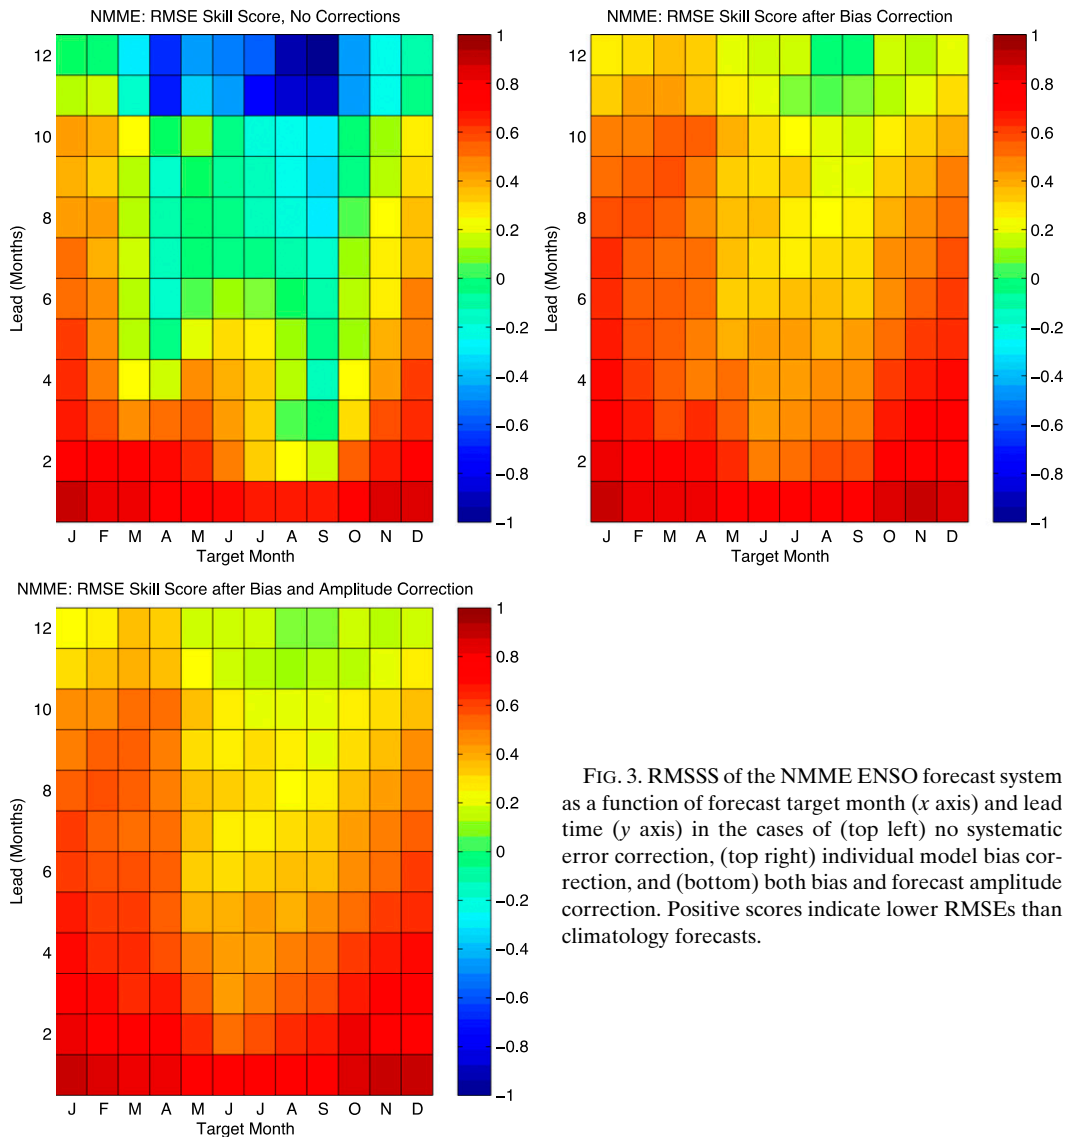 NMME: RMSE Skill Score, No Corrections
12
10
8
6
4
2
Lead (Months)
J F M A M J J A S O N D
Target Month
1
0.8
0.6
0.4
0.2
0
−0.2
−0.4
−0.6
−0.8
−1
NMME: RMSE Skill Score after Bias Correction
12
10
8
6
4
2
Lead (Months)
J F M A M J J A S O N D
Target Month
1
0.8
0.6
0.4
0.2
0
−0.2
−0.4
−0.6
−0.8
−1
NMME: RMSE Skill Score after Bias and Amplitude Correction
12
10
8
6
4
2
Lead (Months)
J F M A M J J A S O N D
Target Month
1
0.8
0.6
0.4
0.2
0
−0.2
−0.4
−0.6
−0.8
−1
FIG. 3. RMSSS of the NMME ENSO forecast system
as a function of forecast target month (x axis) and lead
time (y axis) in the cases of (top left) no systematic
error correction, (top right) individual model bias cor-
rection, and (bottom) both bias and forecast amplitude
correction. Positive scores indicate lower RMSEs than
climatology forecasts.